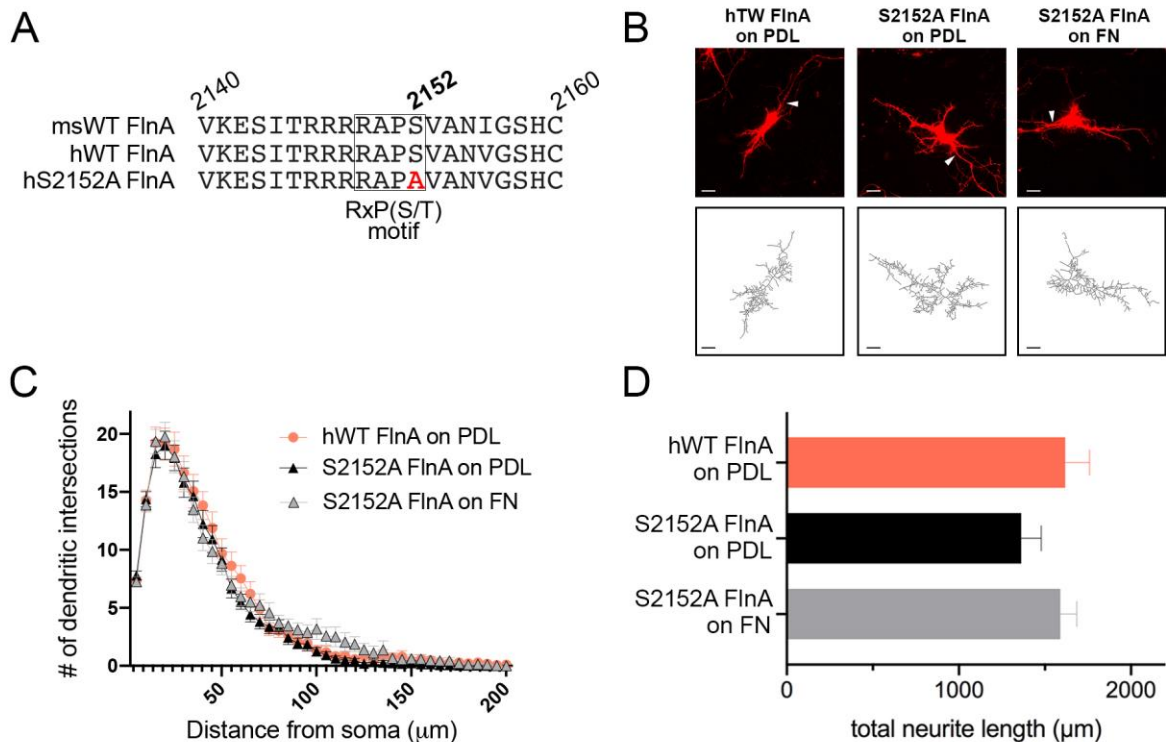 A
2140
2152
2160
msWT FlnA VKESITRRRRAPSVANIGSHC
hWT FlnA VKESITRRRRAPSVANVGSHC
hS2152A FlnA VKESITRRRRAPAVANVGSHC
RxP(S/T)
motif
B
hTW FlnA
on PDL
S2152A FlnA
on PDL
S2152A FlnA
on FN
C
# of dendritic intersections
20
15
10
5
0
50
100
150
200
Distance from soma (µm)
hWT FlnA on PDL
S2152A FlnA on PDL
S2152A FlnA on FN
D
hWT FlnA
on PDL
S2152A FlnA
on PDL
S2152A FlnA
on FN
0
1000
2000
total neurite length (µm)